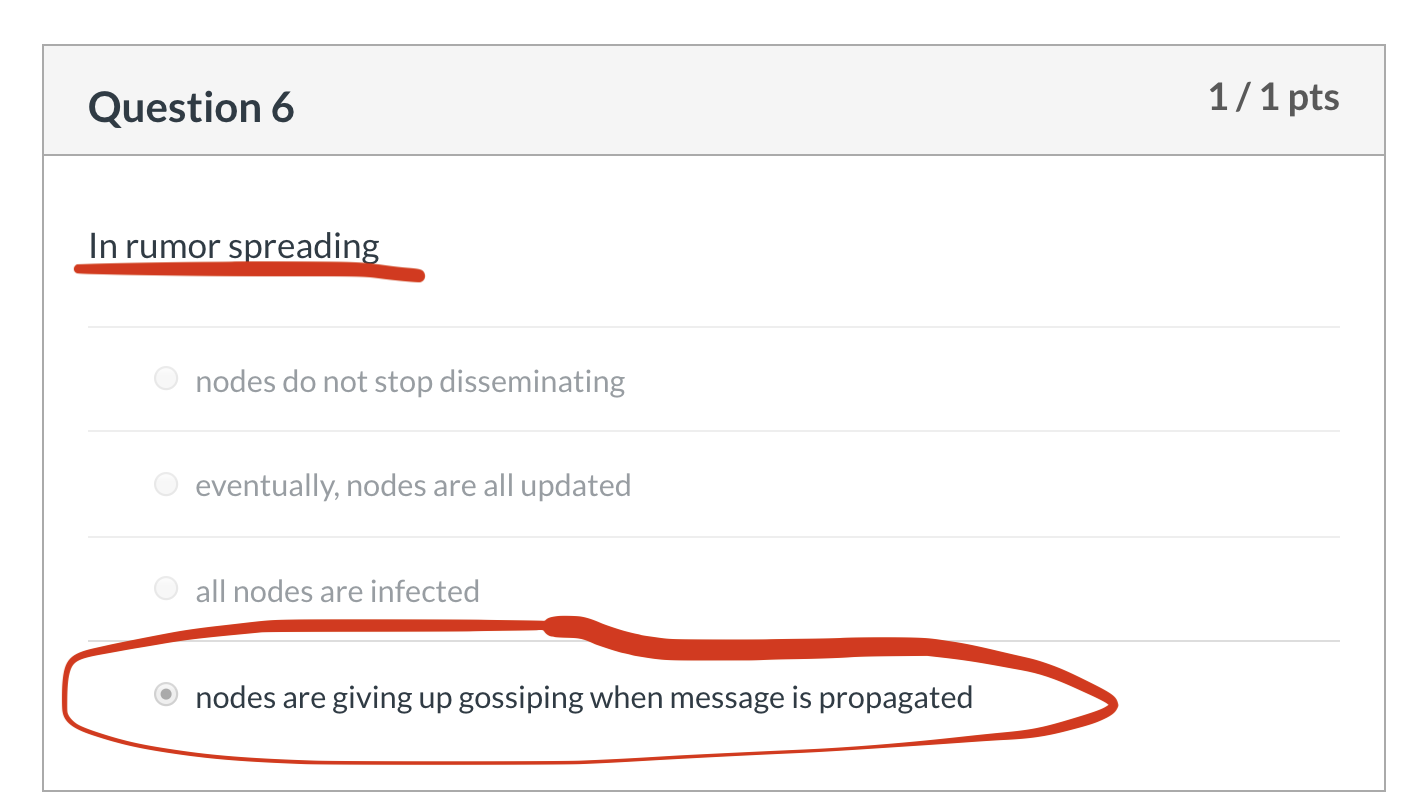 Question 6
1 / 1 pts
In rumor spreading
nodes do not stop disseminating
eventually, nodes are all updated
all nodes are infected
nodes are giving up gossiping when message is propagated